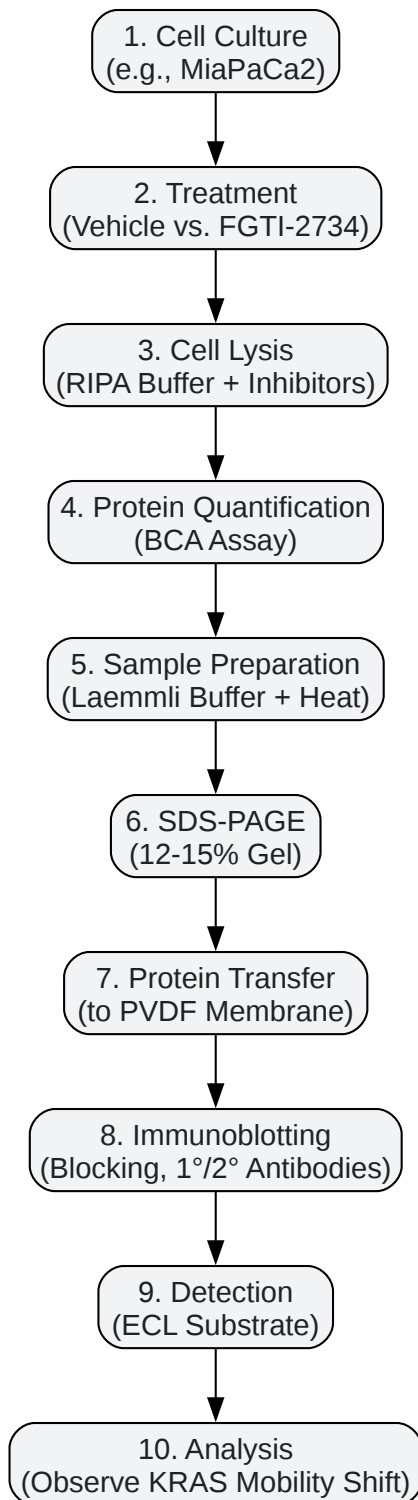 1. Cell Culture
(e.g., MiaPaCa2)
2. Treatment
(Vehicle vs. FGTI-2734)
3. Cell Lysis
(RIPA Buffer + Inhibitors)
4. Protein Quantification
(BCA Assay)
5. Sample Preparation
(Laemmli Buffer + Heat)
6. SDS-PAGE
(12-15% Gel)
7. Protein Transfer
(to PVDF Membrane)
8. Immunoblotting
(Blocking, 1°/2° Antibodies)
9. Detection
(ECL Substrate)
10. Analysis
(Observe KRAS Mobility Shift)